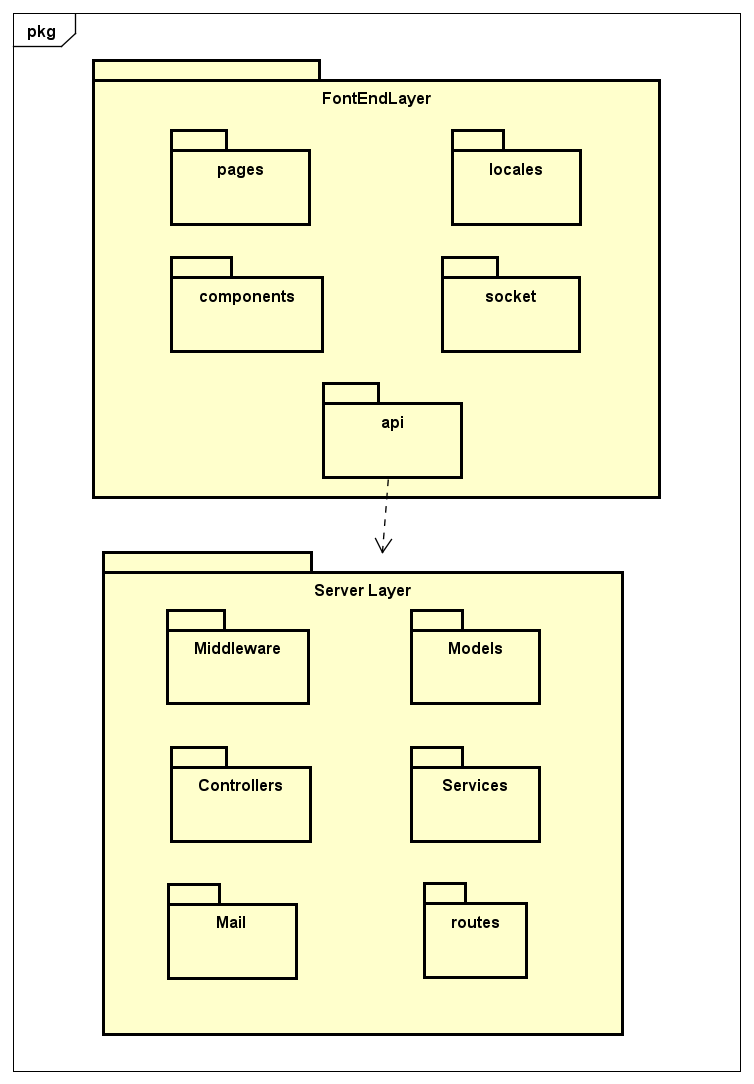 pkg
FontEndLayer
pages
locales
components
socket
api
Server Layer
Middleware
Models
Controllers
Services
Mail
routes